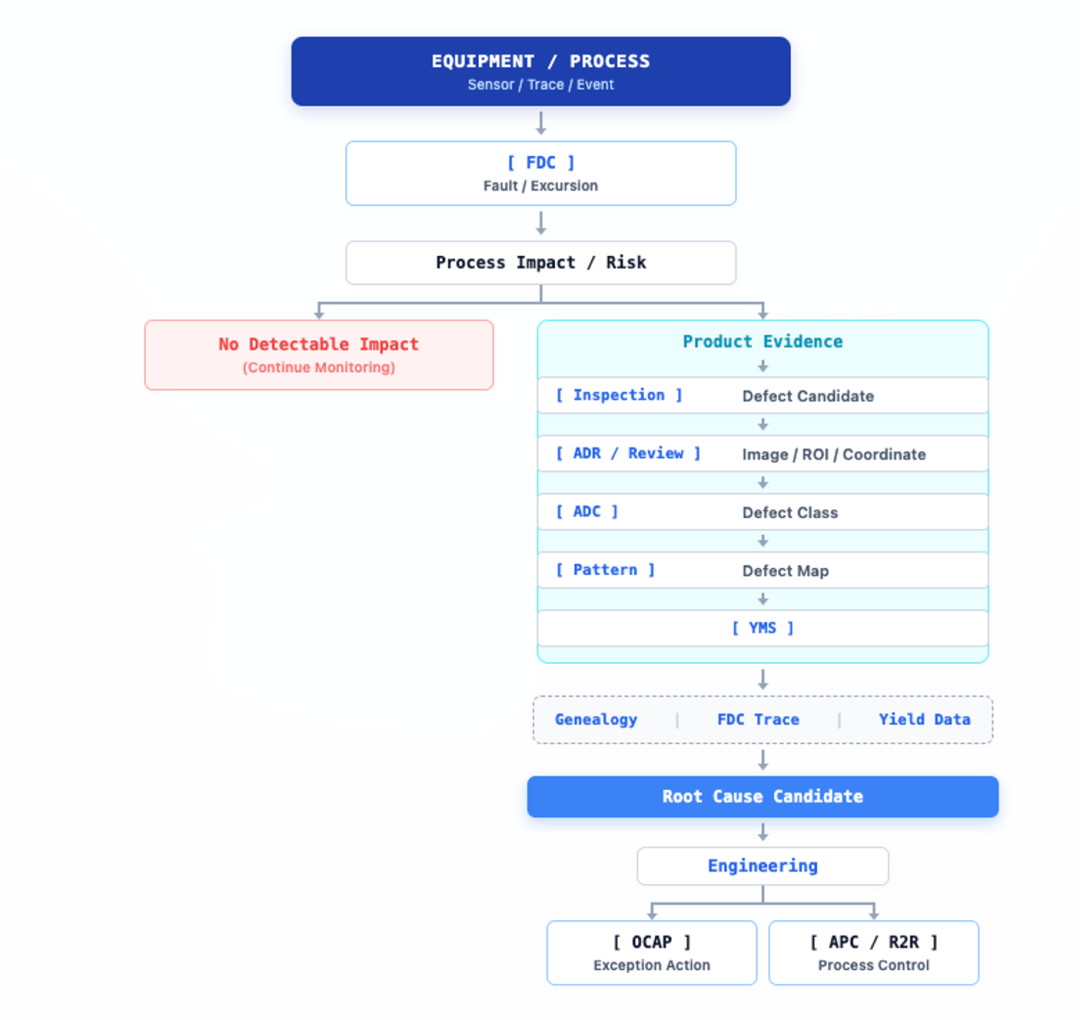 EQUIPMENT / PROCESS
Sensor / Trace / Event
[ FDC ]
Fault / Excursion
Process Impact / Risk
No Detectable Impact
(Continue Monitoring)
Product Evidence
[ Inspection ] Defect Candidate
[ ADR / Review ] Image / ROI / Coordinate
[ ADC ] Defect Class
[ Pattern ] Defect Map
[ YMS ]
Genealogy | FDC Trace | Yield Data
Root Cause Candidate
Engineering
[ OCAP ]
Exception Action
[ APC / R2R ]
Process Control